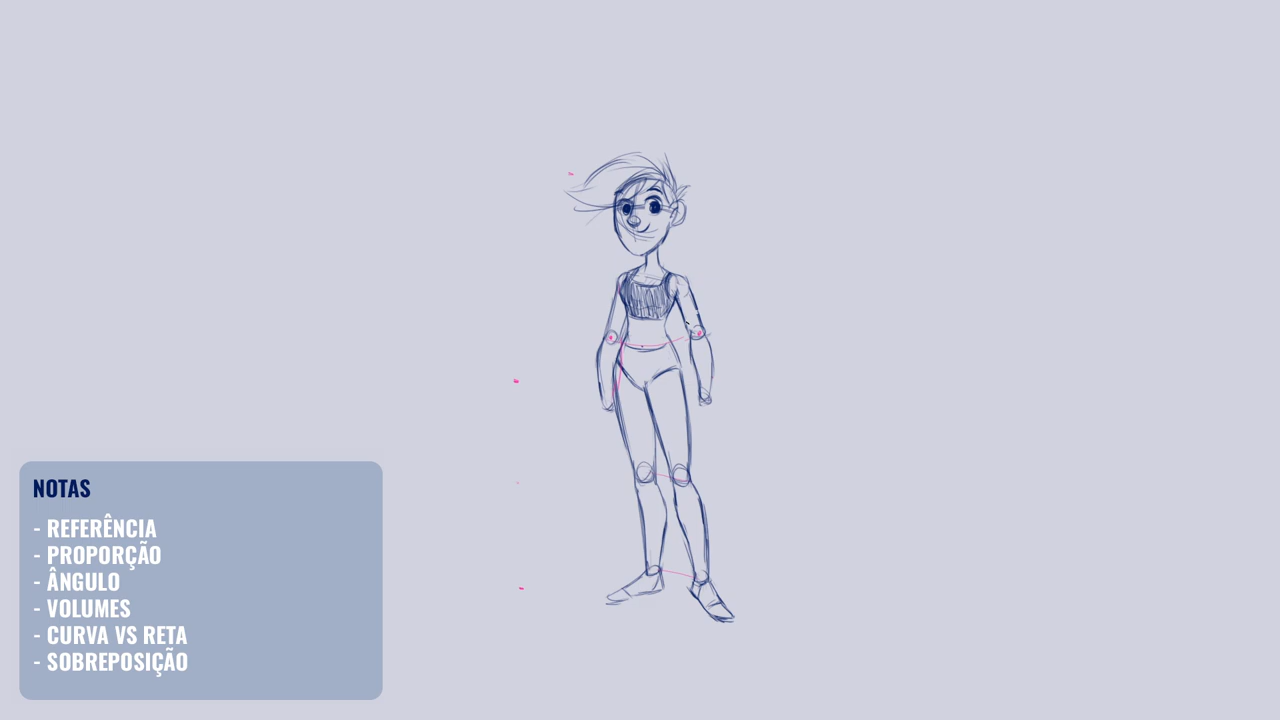 NOTAS
- REFERÊNCIA
- PROPORÇÃO
- ÂNGULO
- VOLUMES
- CURVA VS RETA
- SOBREPOSIÇÃO